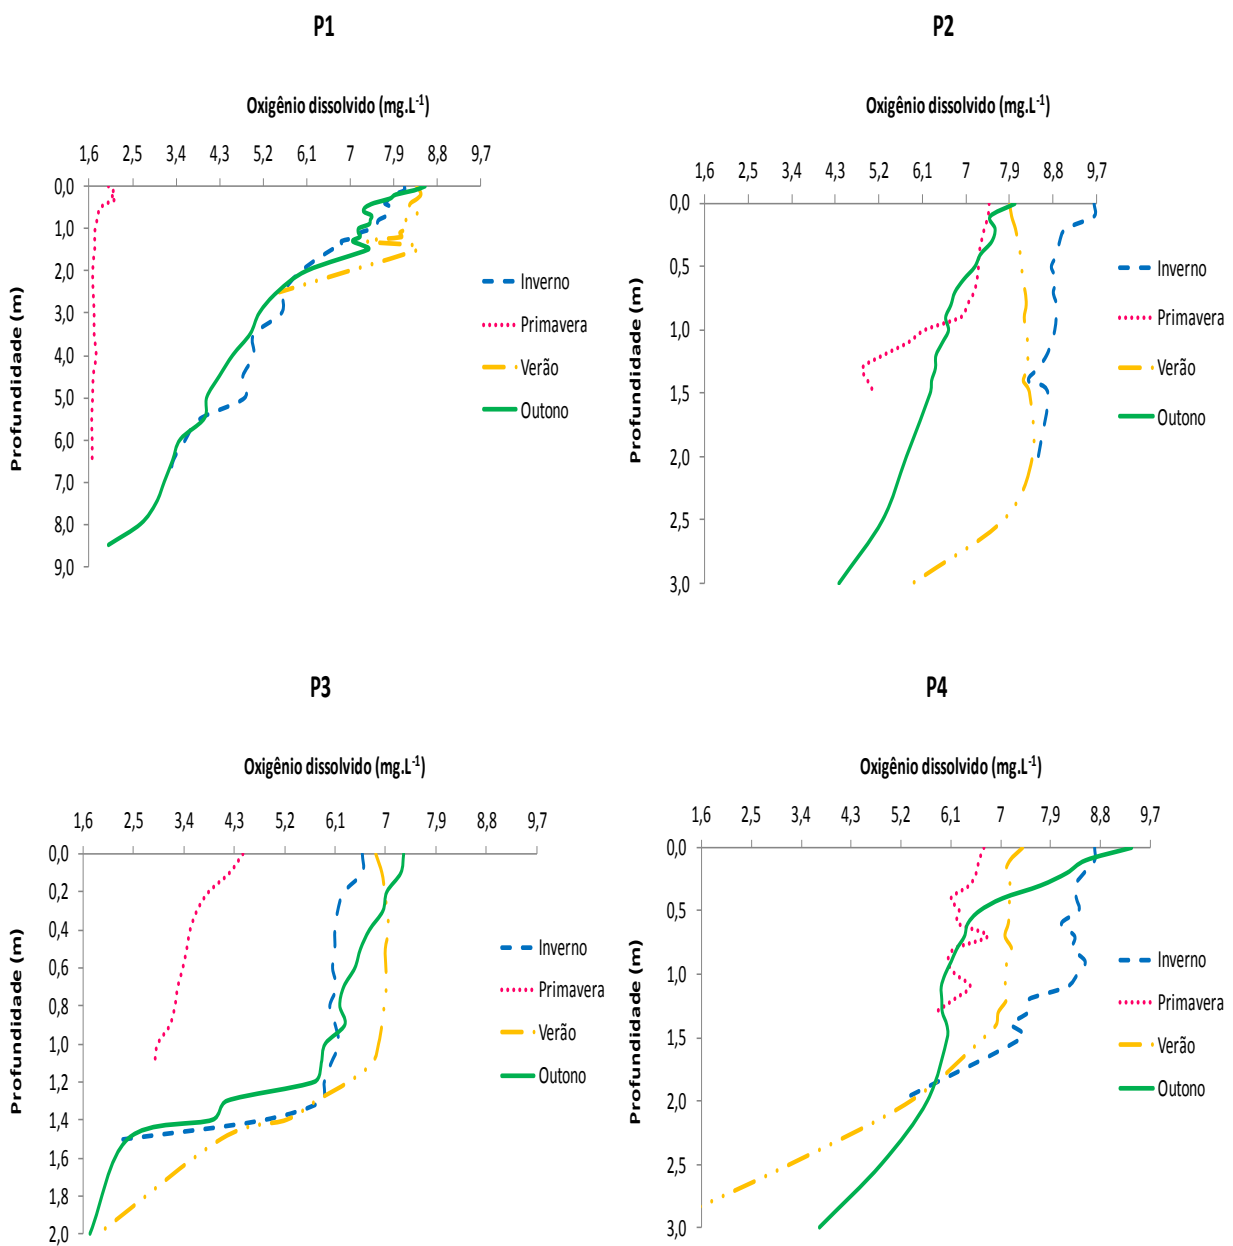 P1
Oxigênio dissolvido (mg.L-1)
1,6 2,5 3,4 4,3 5,2 6,1 7 7,9 8,8 9,7
0,0
1,0
2,0
3,0
4,0
5,0
6,0
7,0
8,0
9,0
Profundidade (m)
Inverno
Primavera
Verão
Outono
P2
Oxigênio dissolvido (mg.L-1)
1,6 2,5 3,4 4,3 5,2 6,1 7 7,9 8,8 9,7
0,0
0,5
1,0
1,5
2,0
2,5
3,0
Profundidade (m)
Inverno
Primavera
Verão
Outono
P3
Oxigênio dissolvido (mg.L-1)
1,6 2,5 3,4 4,3 5,2 6,1 7 7,9 8,8 9,7
0,0
0,2
0,4
0,6
0,8
1,0
1,2
1,4
1,6
1,8
2,0
Profundidade (m)
Inverno
Primavera
Verão
Outono
P4
Oxigênio dissolvido (mg.L-1)
1,6 2,5 3,4 4,3 5,2 6,1 7 7,9 8,8 9,7
0,0
0,5
1,0
1,5
2,0
2,5
3,0
Profundidade (m)
Inverno
Primavera
Verão
Outono